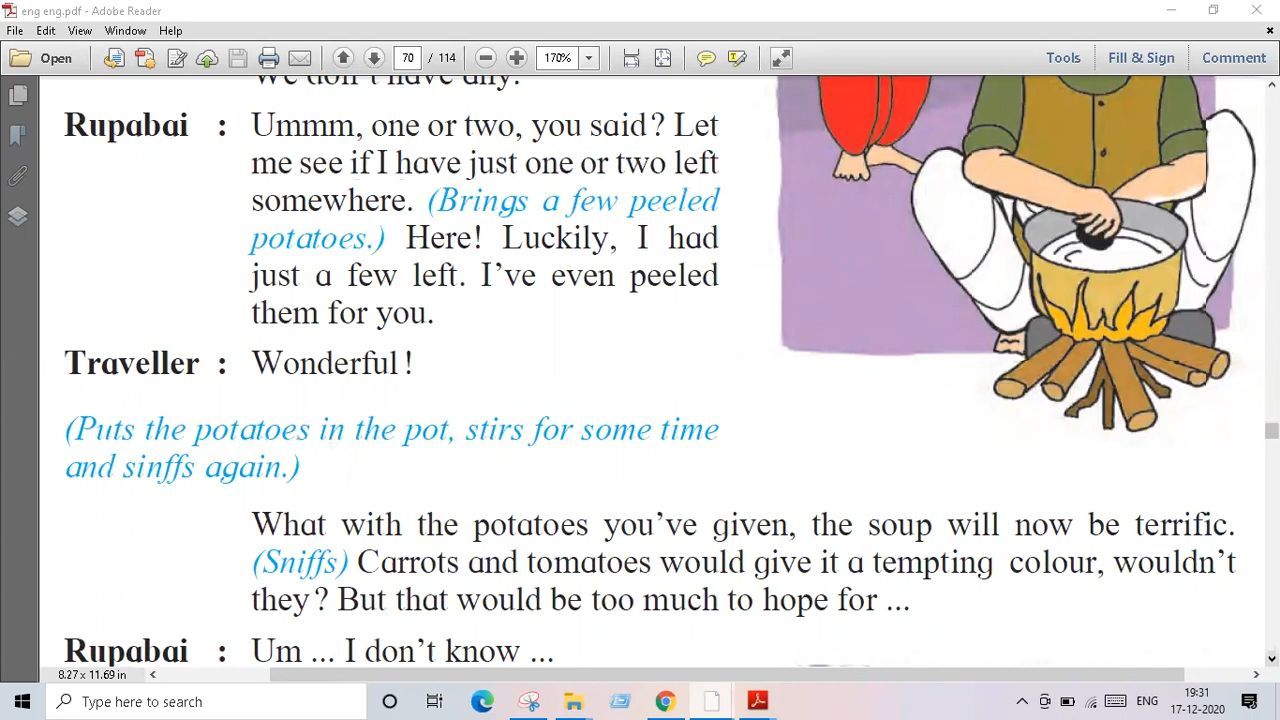 eng eng.pdf - Adobe Reader
File Edit View Window Help
Open 70 / 114 170% Tools Fill & Sign Comment
We don't have any.
Rupabai : Ummm, one or two, you said? Let
me see if I have just one or two left
somewhere. (Brings a few peeled
potatoes.) Here! Luckily, I had
just a few left. I've even peeled
them for you.
Traveller : Wonderful!
(Puts the potatoes in the pot, stirs for some time
and sinffs again.)
What with the potatoes you've given, the soup will now be terrific.
(Sniffs) Carrots and tomatoes would give it a tempting colour, wouldn't
they? But that would be too much to hope for ...
Rupabai : Um ... I don't know ...
8.27 x 11.69 in
Type here to search
ENG
19:31
17-12-2020